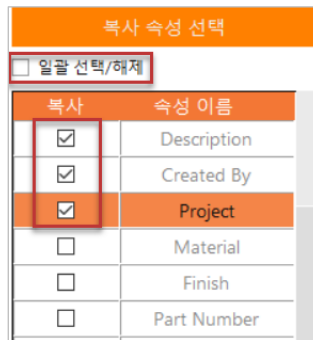 복사 속성 선택
일괄 선택/해제
복사 속성 이름
Description
Created By
Project
Material
Finish
Part Number